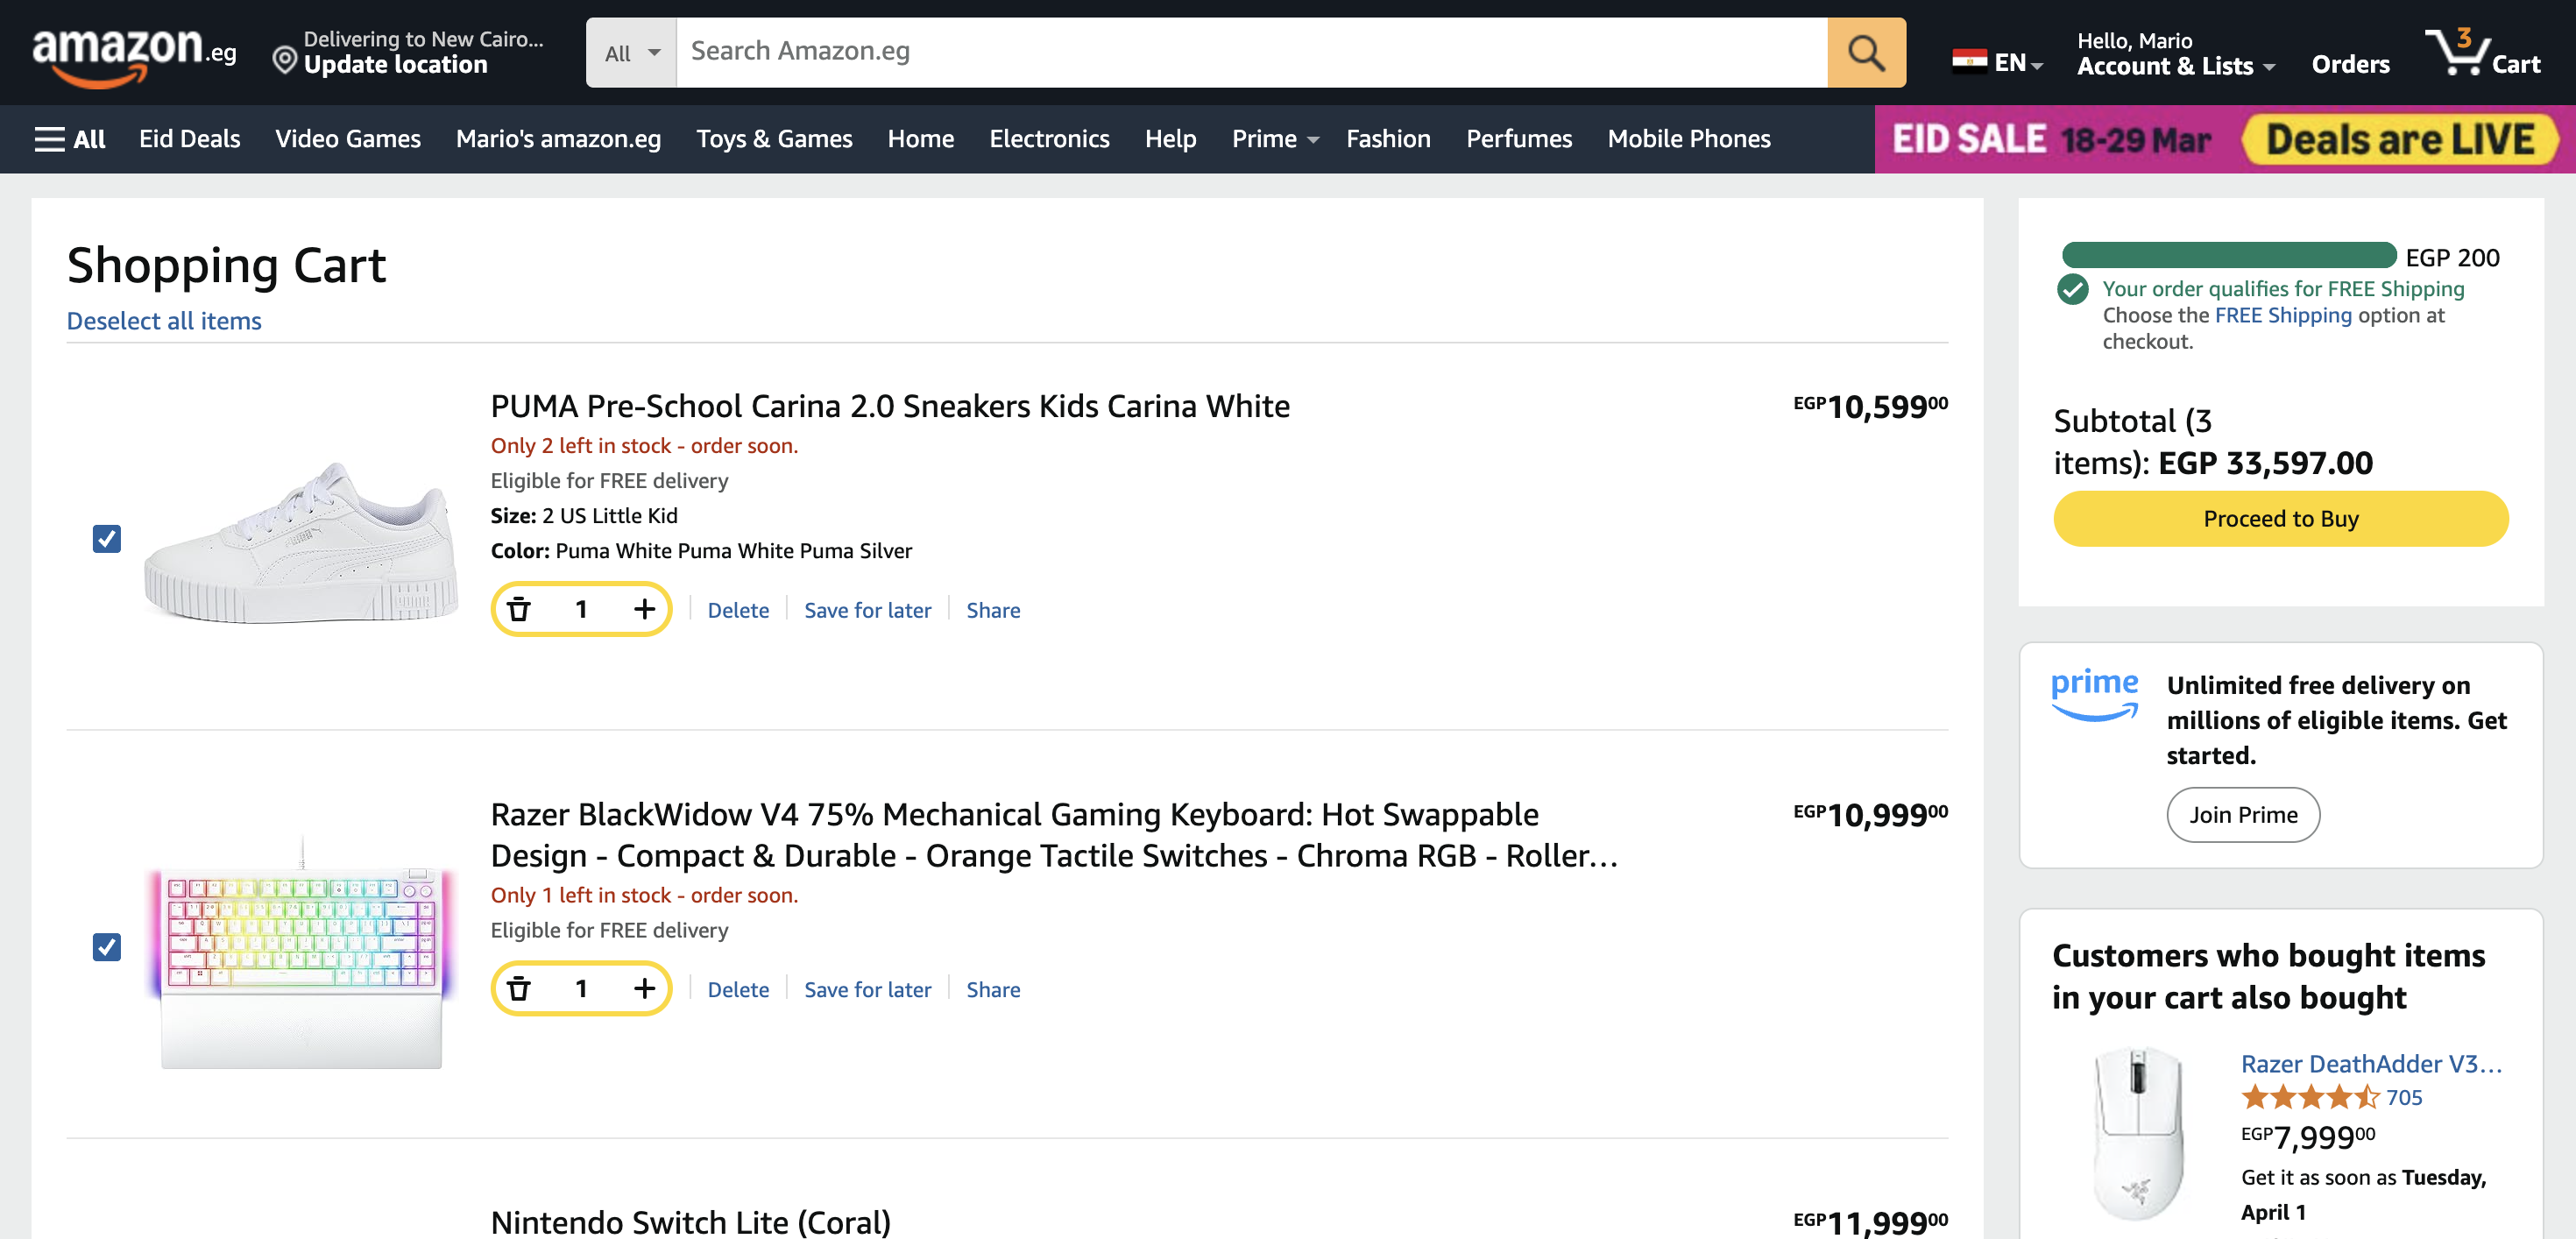 amazon.eg
Delivering to New Cairo...
Update location
All
Search Amazon.eg
EN
Hello, Mario
Account & Lists
Orders
3
Cart
All
Eid Deals
Video Games
Mario's amazon.eg
Toys & Games
Home
Electronics
Help
Prime
Fashion
Perfumes
Mobile Phones
EID SALE 18-29 Mar
Deals are LIVE
Shopping Cart
Deselect all items
PUMA Pre-School Carina 2.0 Sneakers Kids Carina White
EGP10,59900
Only 2 left in stock - order soon.
Eligible for FREE delivery
Size: 2 US Little Kid
Color: Puma White Puma White Puma Silver
1
Delete
Save for later
Share
Razer BlackWidow V4 75% Mechanical Gaming Keyboard: Hot Swappable
Design - Compact & Durable - Orange Tactile Switches - Chroma RGB - Roller...
EGP10,99900
Only 1 left in stock - order soon.
Eligible for FREE delivery
1
Delete
Save for later
Share
Nintendo Switch Lite (Coral)
EGP11,99900
EGP 200
Your order qualifies for FREE Shipping
Choose the FREE Shipping option at
checkout.
Subtotal (3
items): EGP 33,597.00
Proceed to Buy
prime
Unlimited free delivery on
millions of eligible items. Get
started.
Join Prime
Customers who bought items
in your cart also bought
Razer DeathAdder V3...
705
EGP7,99900
Get it as soon as Tuesday,
April 1